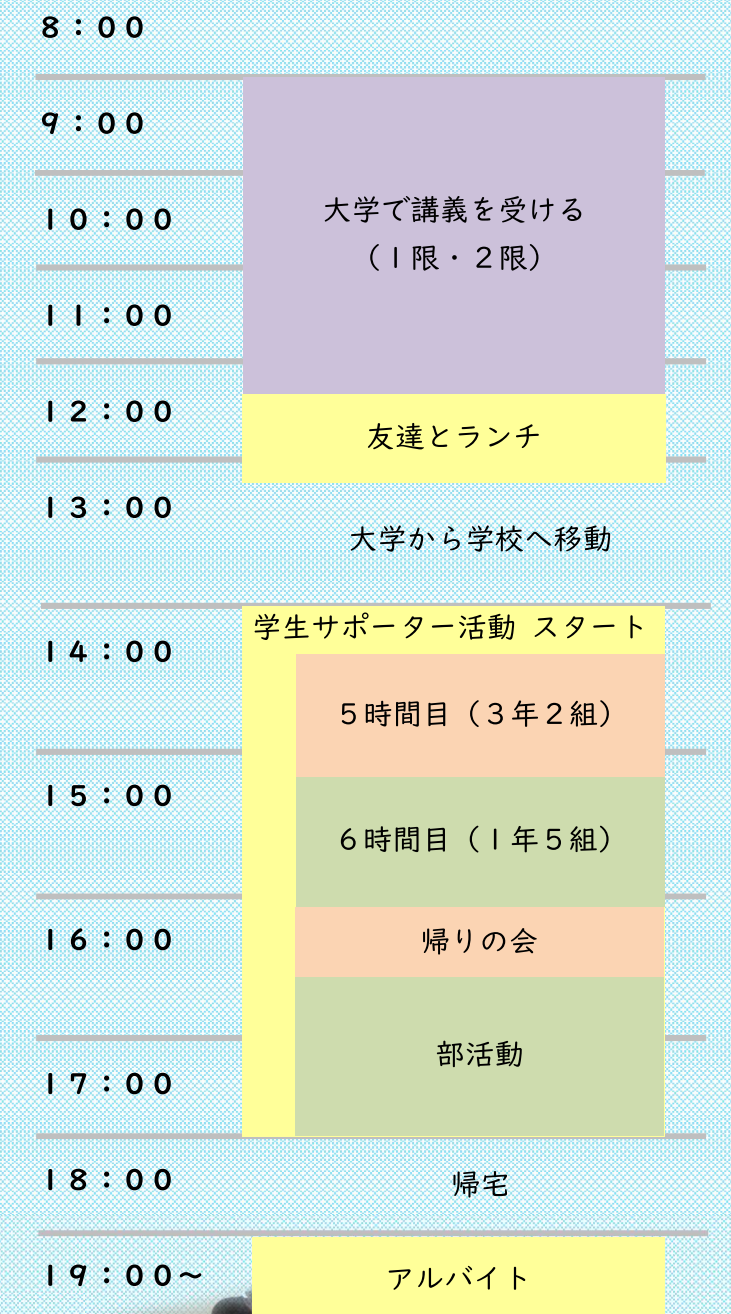 8：00
9：00
10：00
大学で講義を受ける
（1限・2限）
11：00
12：00
友達とランチ
13：00
大学から学校へ移動
14：00
学生サポーター活動 スタート
5時間目（3年2組）
15：00
6時間目（1年5組）
16：00
帰りの会
部活動
17：00
18：00
帰宅
19：00～
アルバイト